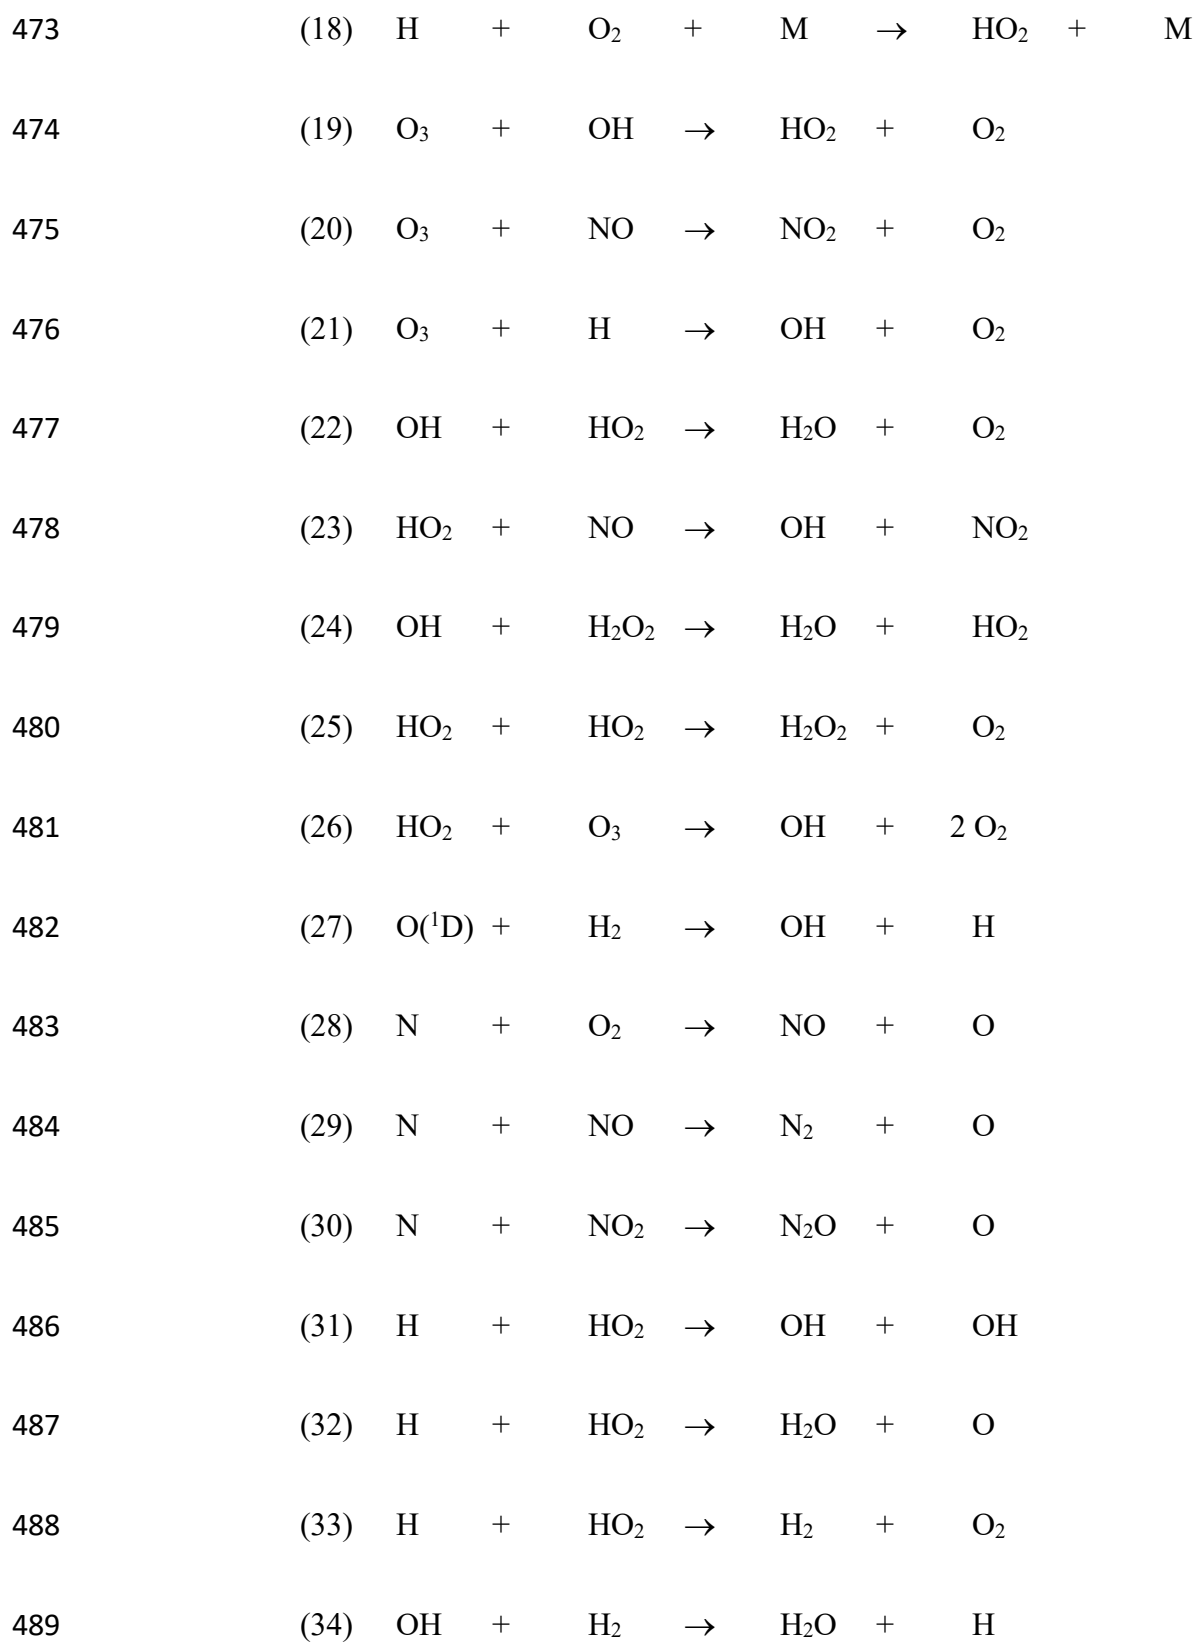 473 (18) H + O₂ + M → HO₂ + M
474 (19) O₃ + OH → HO₂ + O₂
475 (20) O₃ + NO → NO₂ + O₂
476 (21) O₃ + H → OH + O₂
477 (22) OH + HO₂ → H₂O + O₂
478 (23) HO₂ + NO → OH + NO₂
479 (24) OH + H₂O₂ → H₂O + HO₂
480 (25) HO₂ + HO₂ → H₂O₂ + O₂
481 (26) HO₂ + O₃ → OH + 2 O₂
482 (27) O(¹D) + H₂ → OH + H
483 (28) N + O₂ → NO + O
484 (29) N + NO → N₂ + O
485 (30) N + NO₂ → N₂O + O
486 (31) H + HO₂ → OH + OH
487 (32) H + HO₂ → H₂O + O
488 (33) H + HO₂ → H₂ + O₂
489 (34) OH + H₂ → H₂O + H